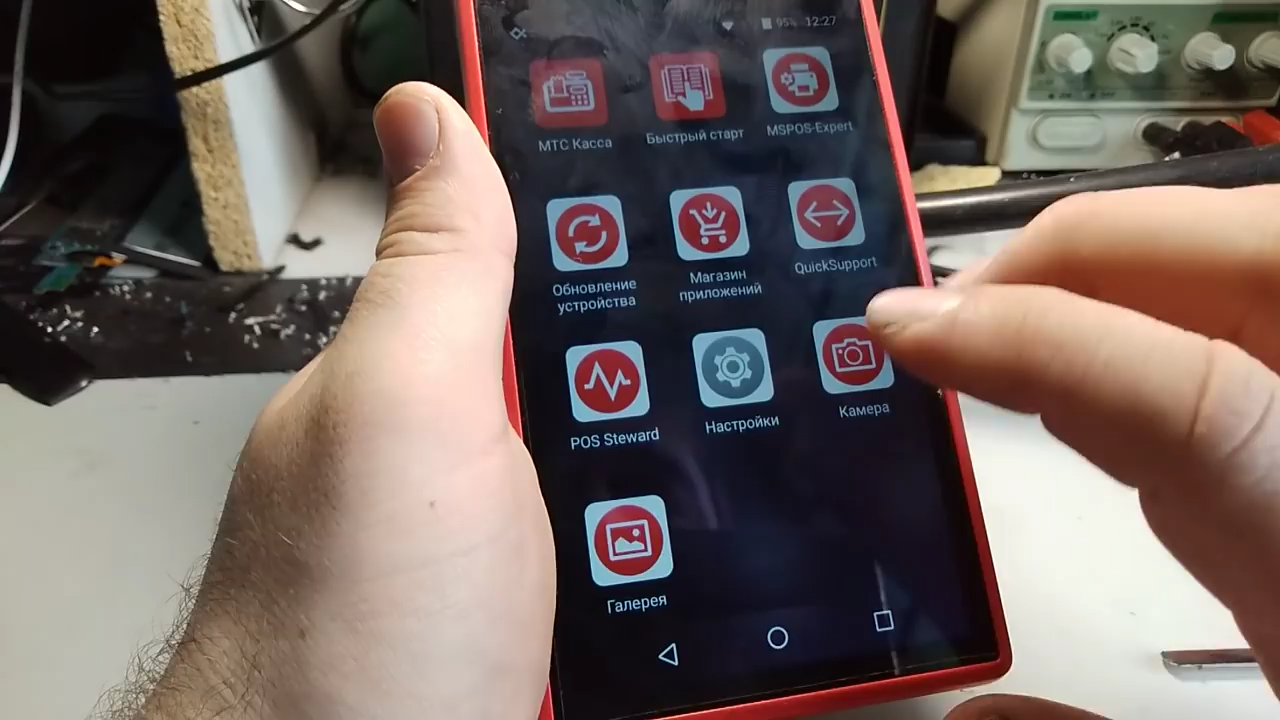 95% 12:27
МТС Касса
Быстрый старт
MSPOS-Expert
Обновление
устройства
Магазин
приложений
QuickSupport
POS Steward
Настройки
Камера
Галерея